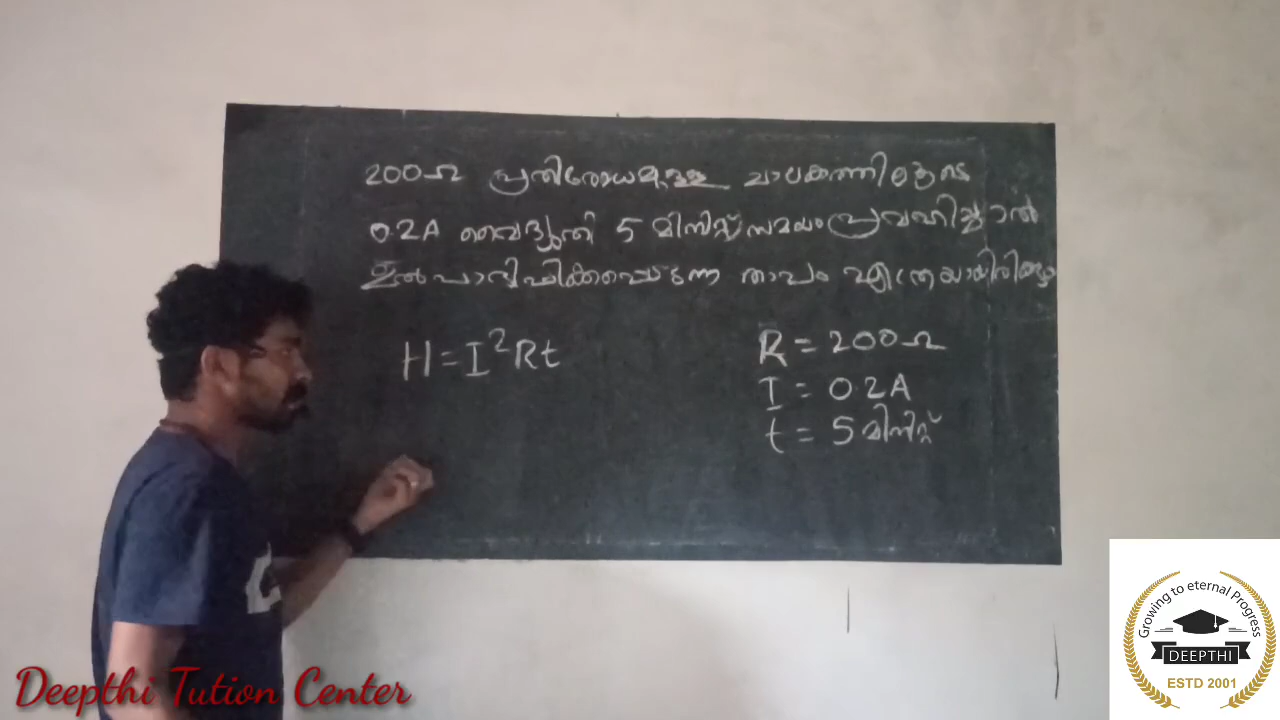 200Ω പ്രതിരോധമുള്ള ചാലകത്തിലൂടെ
0.2A വൈദ്യുതി 5 മിനിറ്റ് സമയം പ്രവഹിച്ചാൽ
ഉൽപാദിപ്പിക്കപ്പെടുന്ന താപം എത്രയായിരിക്കും
H = I²Rt
R = 200Ω
I = 0.2A
t = 5 മിനിറ്റ്
Growing to eternal Progress
DEEPTHI
ESTD 2001
Deepthi Tution Center